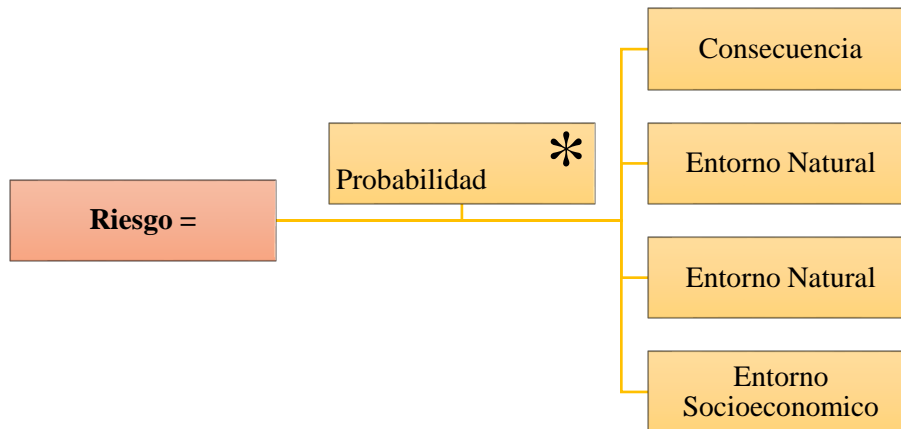 Riesgo =
Probabilidad *
Consecuencia
Entorno Natural
Entorno Natural
Entorno
Socioeconomico